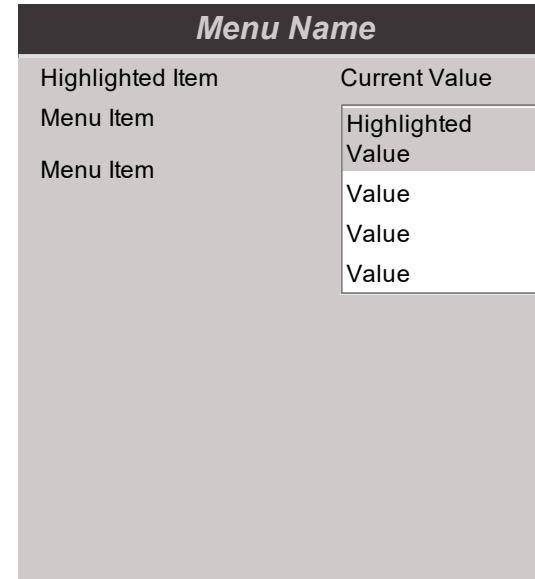 Menu Name
Highlighted Item
Current Value
Menu Item
Highlighted
Value
Menu Item
Value
Value
Value